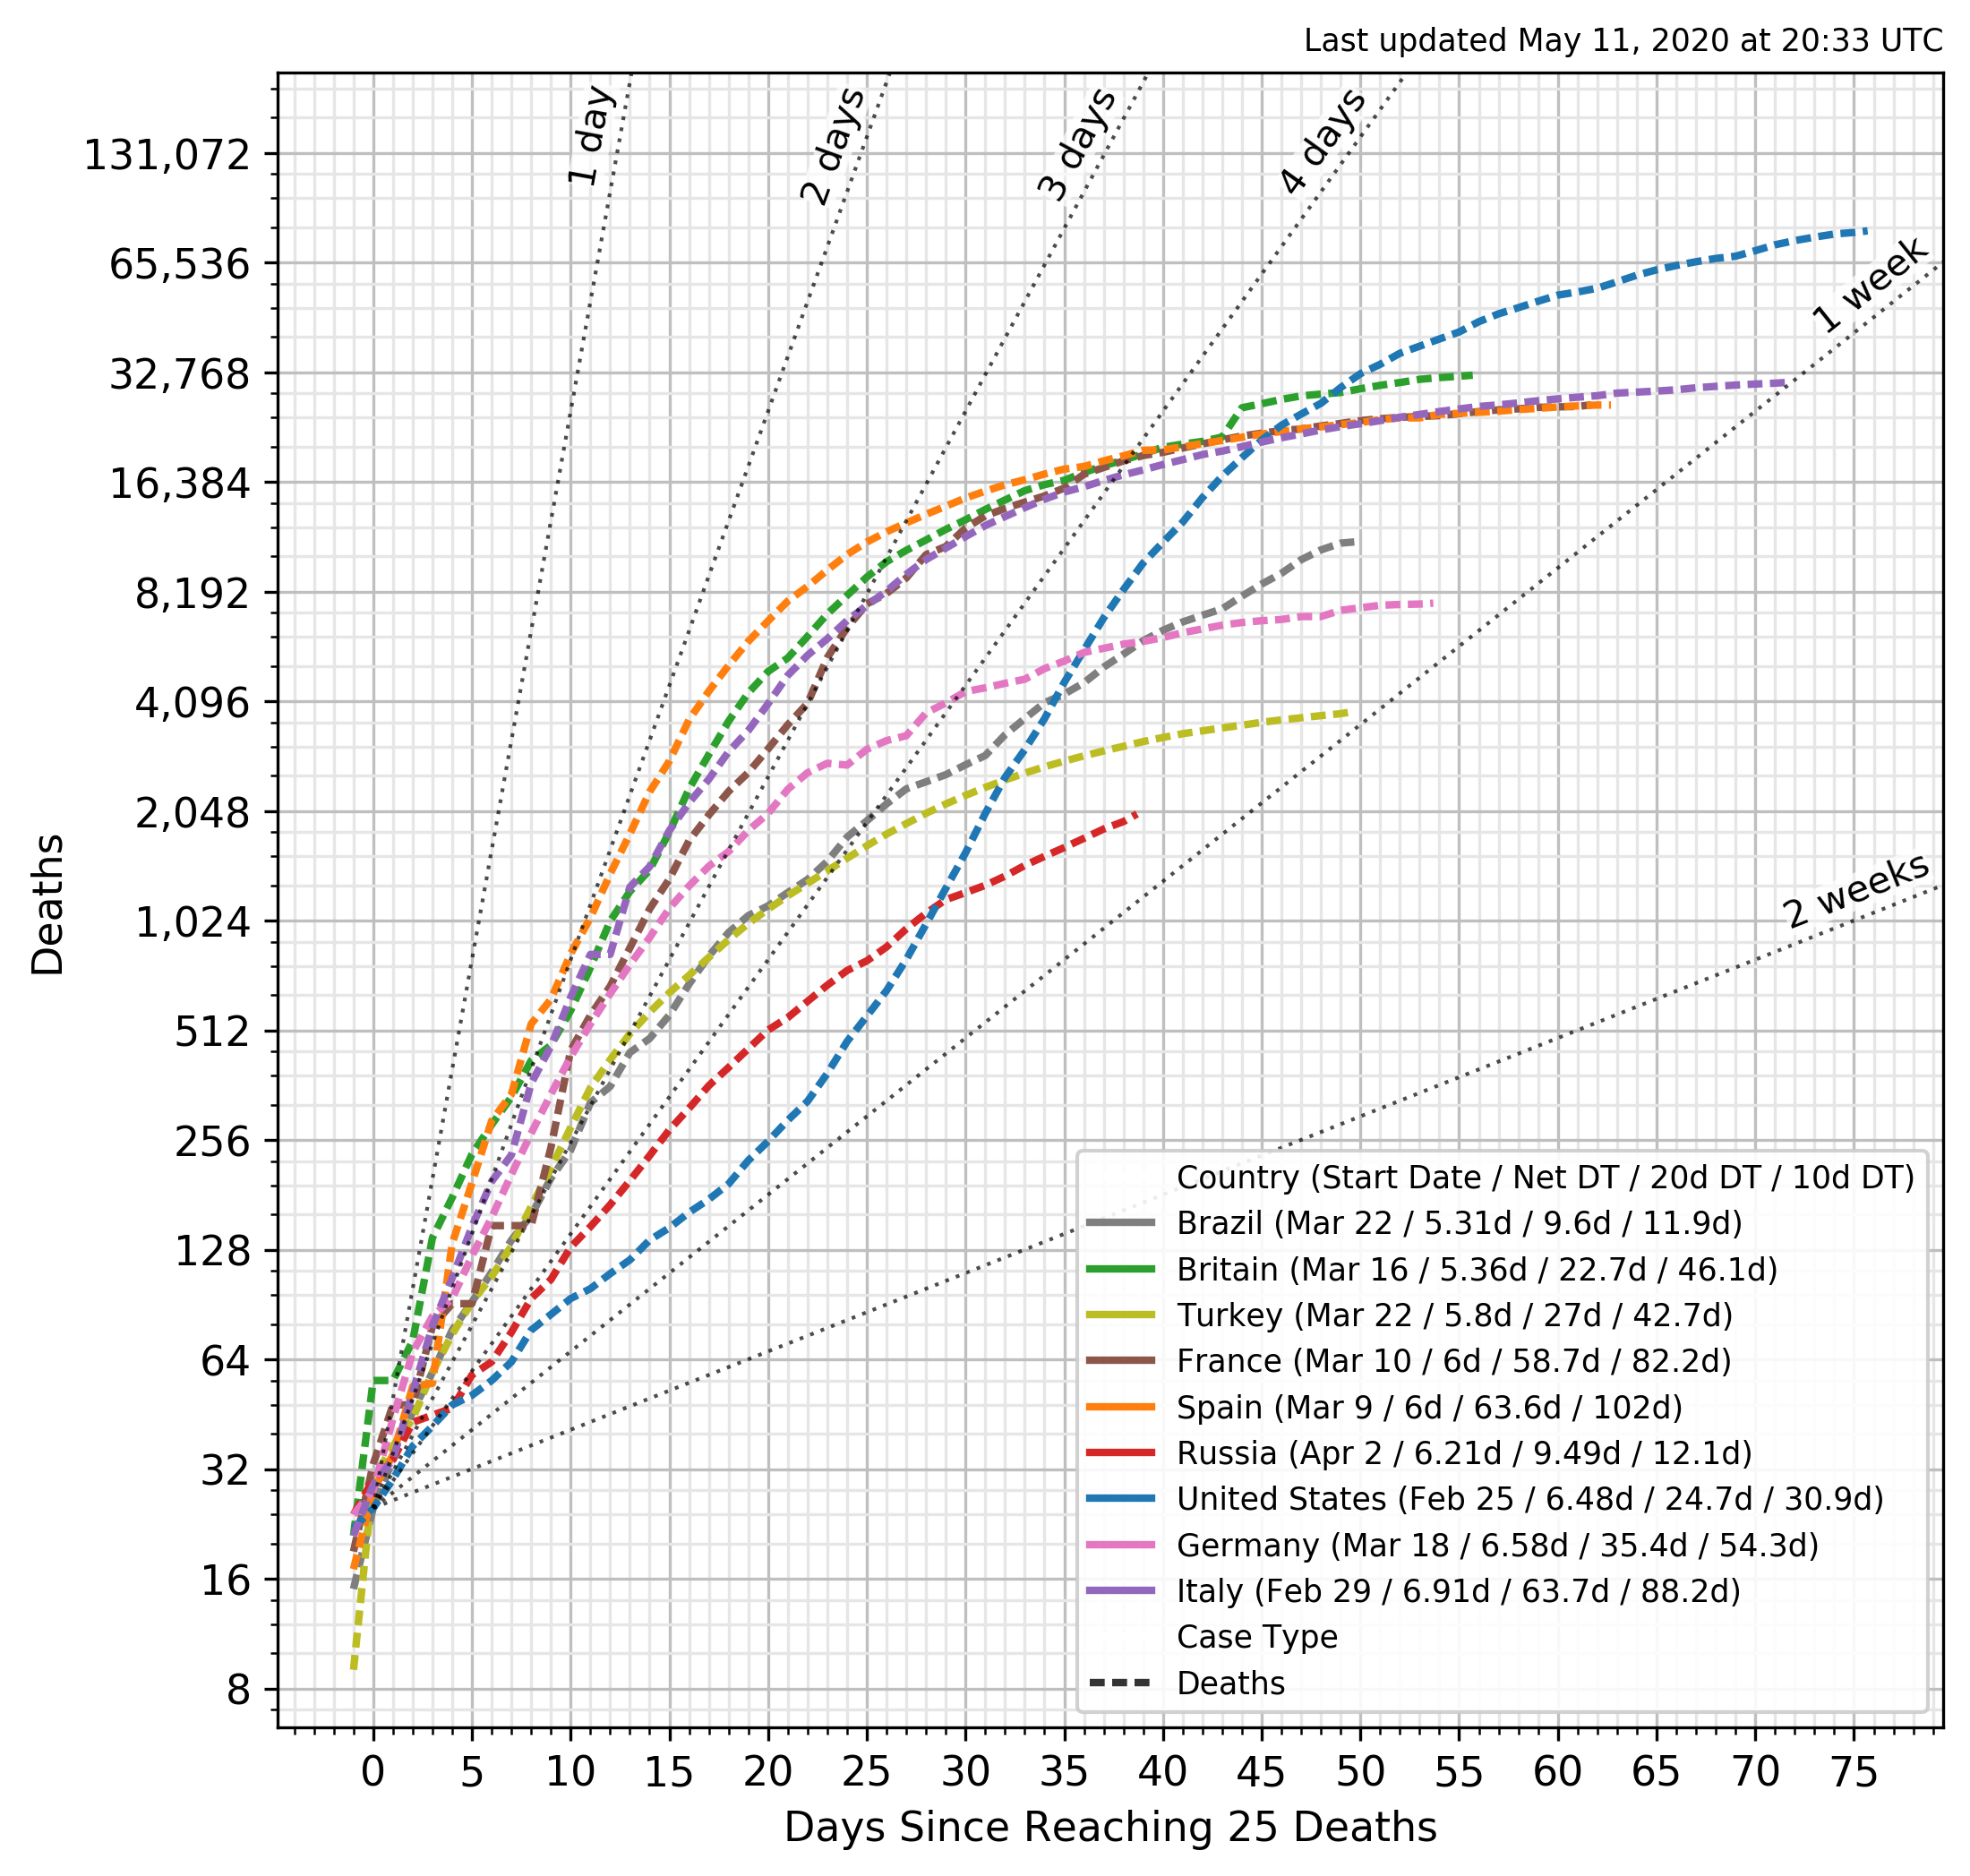 Last updated May 11, 2020 at 20:33 UTC
1 day
2 days
3 days
4 days
1 week
2 weeks
131,072
65,536
32,768
16,384
8,192
4,096
2,048
1,024
512
256
128
64
32
16
8
Deaths
Country (Start Date / Net DT / 20d DT / 10d DT)
Brazil (Mar 22 / 5.31d / 9.6d / 11.9d)
Britain (Mar 16 / 5.36d / 22.7d / 46.1d)
Turkey (Mar 22 / 5.8d / 27d / 42.7d)
France (Mar 10 / 6d / 58.7d / 82.2d)
Spain (Mar 9 / 6d / 63.6d / 102d)
Russia (Apr 2 / 6.21d / 9.49d / 12.1d)
United States (Feb 25 / 6.48d / 24.7d / 30.9d)
Germany (Mar 18 / 6.58d / 35.4d / 54.3d)
Italy (Feb 29 / 6.91d / 63.7d / 88.2d)
Case Type
Deaths
0 5 10 15 20 25 30 35 40 45 50 55 60 65 70 75
Days Since Reaching 25 Deaths